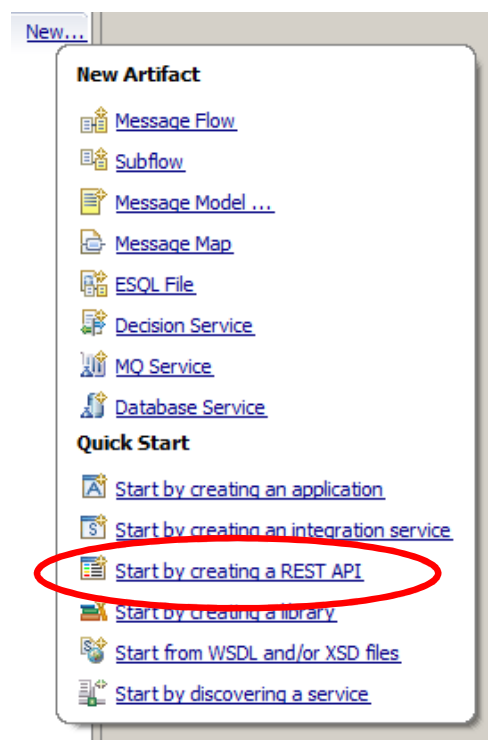 New...
New Artifact
Message Flow
Subflow
Message Model ...
Message Map
ESQL File
Decision Service
MQ Service
Database Service
Quick Start
Start by creating an application
Start by creating an integration service
Start by creating a REST API
Start by creating a library
Start from WSDL and/or XSD files
Start by discovering a service